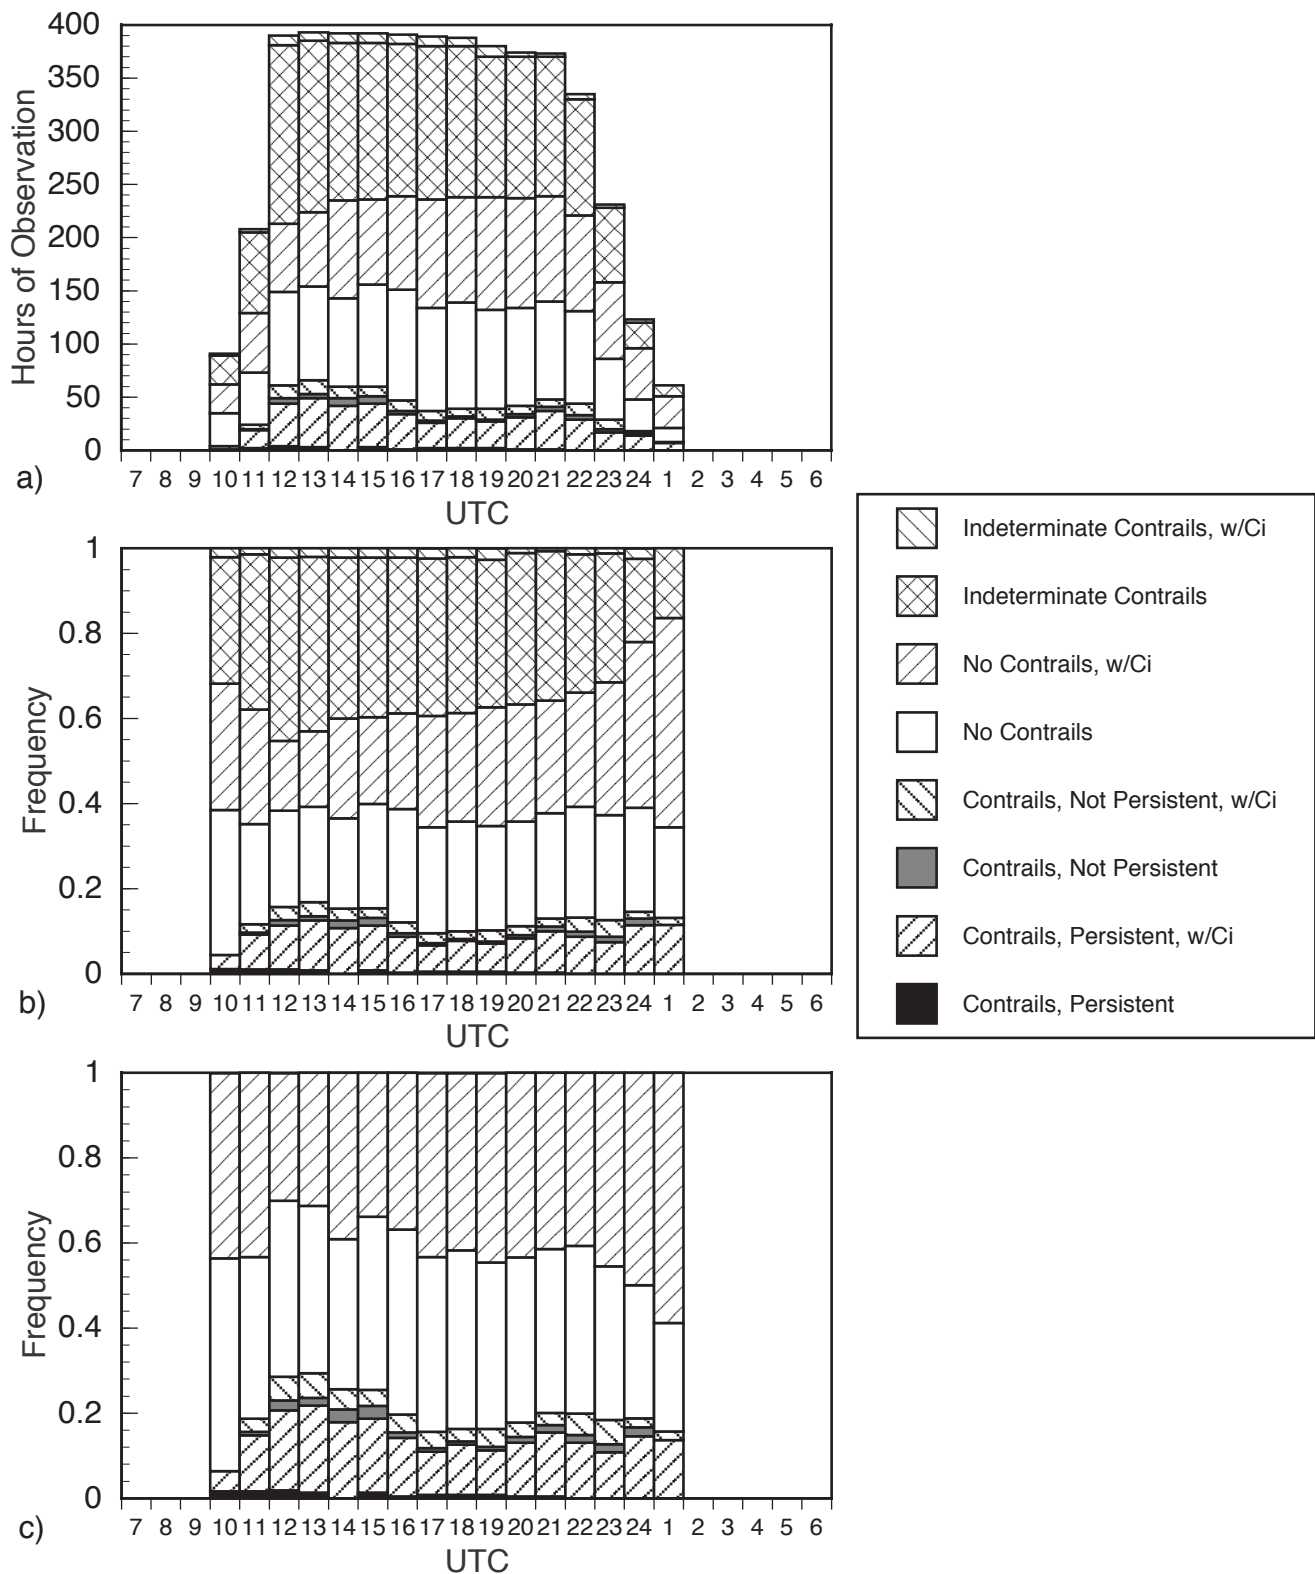 400
350
300
250
200
150
100
50
0
Hours of Observation
7 8 9 10 11 12 13 14 15 16 17 18 19 20 21 22 23 24 1 2 3 4 5 6
a)
UTC
1
0.8
0.6
0.4
0.2
0
Frequency
7 8 9 10 11 12 13 14 15 16 17 18 19 20 21 22 23 24 1 2 3 4 5 6
b)
UTC
1
0.8
0.6
0.4
0.2
0
Frequency
7 8 9 10 11 12 13 14 15 16 17 18 19 20 21 22 23 24 1 2 3 4 5 6
c)
UTC
Indeterminate Contrails, w/Ci
Indeterminate Contrails
No Contrails, w/Ci
No Contrails
Contrails, Not Persistent, w/Ci
Contrails, Not Persistent
Contrails, Persistent, w/Ci
Contrails, Persistent